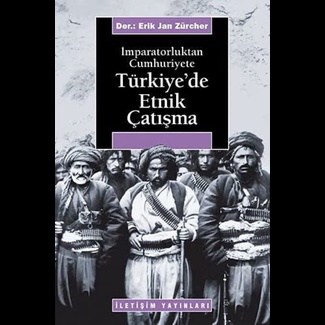 Der.: Erik Jan Zürcher
İmparatorluktan
Cumhuriyete
Türkiye'de
Etnik
Çatışma
İLETİŞİM YAYINLARI